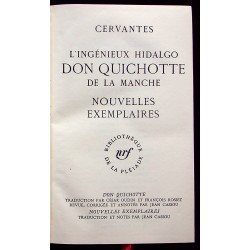 CERVANTES
L'INGÉNIEUX HIDALGO
DON QUICHOTTE
DE LA MANCHE
NOUVELLES
EXEMPLAIRES
BIBLIOTHÈQUE
nrf
DE LA PLÉIADE
DON QUICHOTTE
TRADUCTION PAR CÉSAR OUDIN ET FRANÇOIS ROSSET
REVUE, CORRIGÉE ET ANNOTÉE PAR JEAN CASSOU
NOUVELLES EXEMPLAIRES
TRADUCTION ET NOTES PAR JEAN CASSOU